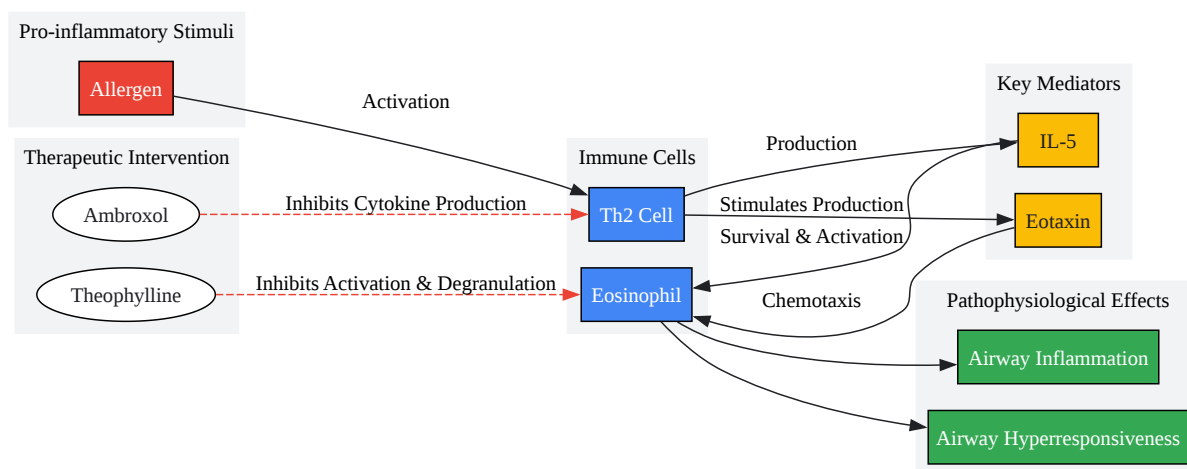 Pro-inflammatory Stimuli
Allergen
Activation
Therapeutic Intervention
Ambroxol
Inhibits Cytokine Production
Theophylline
Inhibits Activation & Degranulation
Immune Cells
Th2 Cell
Eosinophil
Production
Stimulates Production
Survival & Activation
Chemotaxis
Key Mediators
IL-5
Eotaxin
Pathophysiological Effects
Airway Inflammation
Airway Hyperresponsiveness